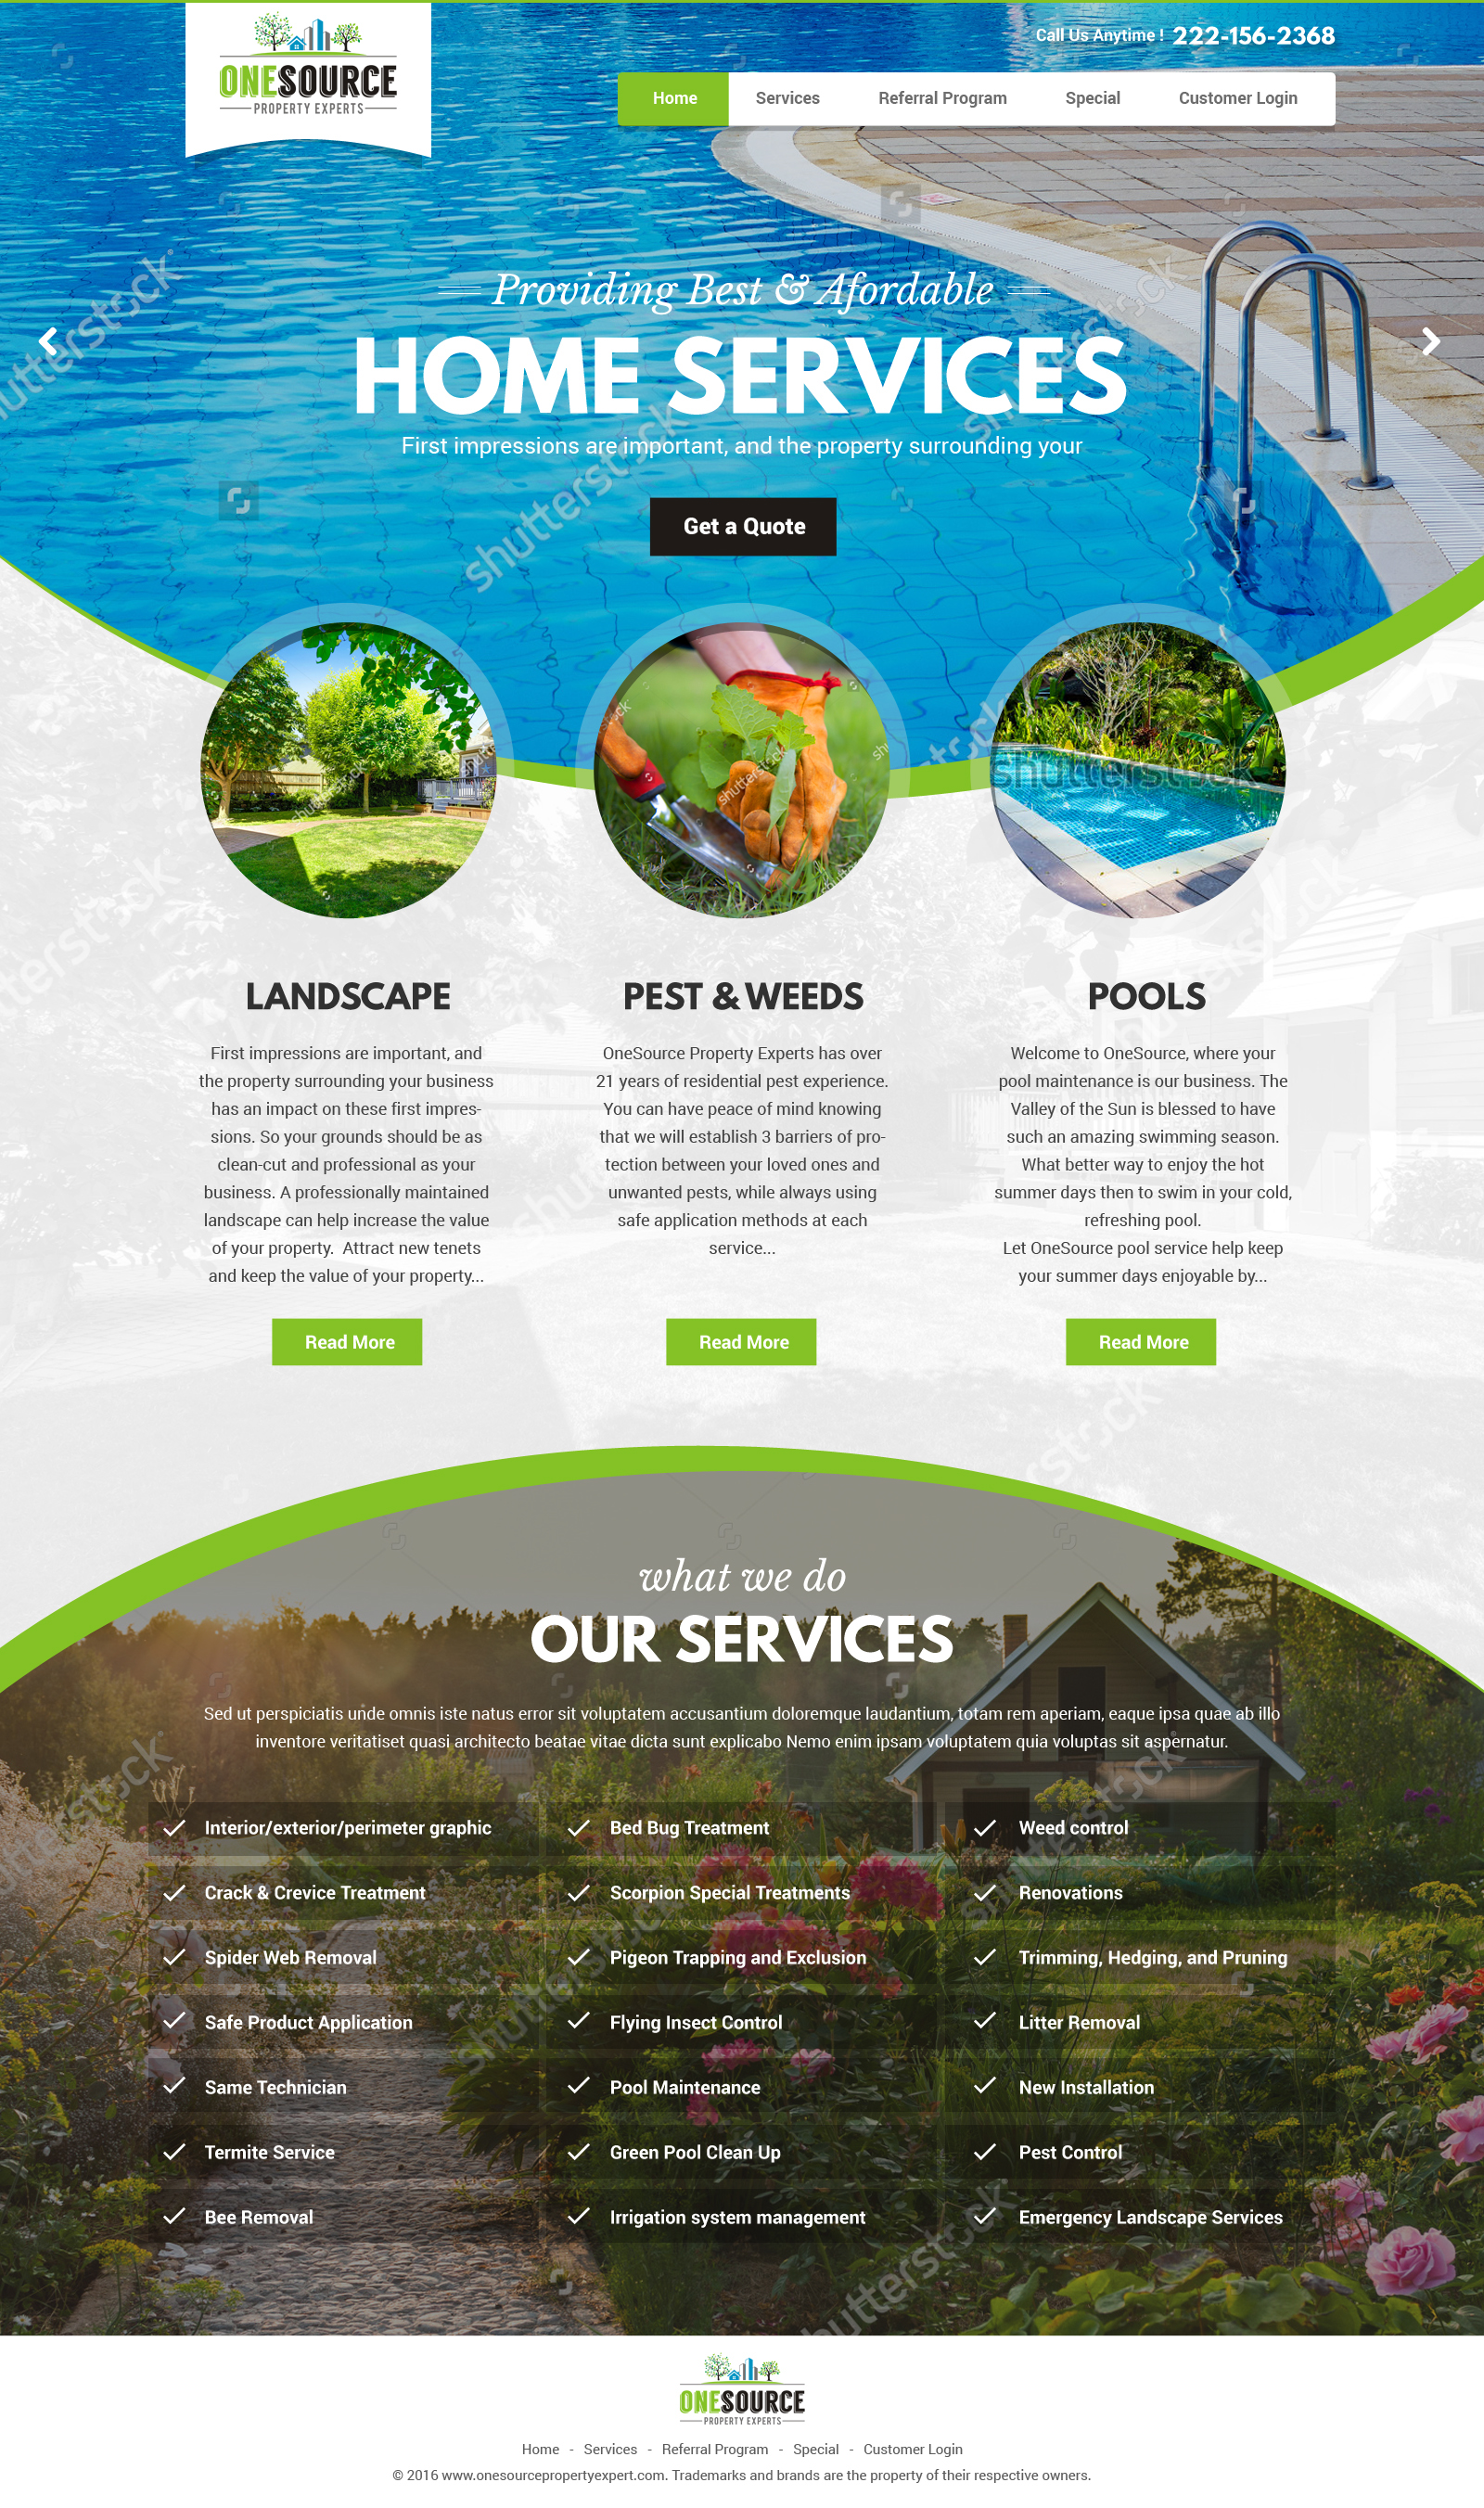 ONESOURCE
PROPERTY EXPERTS
Call Us Anytime ! 222-156-2368
Home Services Referral Program Special Customer Login
Providing Best & Afordable
HOME SERVICES
First impressions are important, and the property surrounding your
Get a Quote
shutterstock
LANDSCAPE
First impressions are important, and
the property surrounding your business
has an impact on these first impres-
sions. So your grounds should be as
clean-cut and professional as your
business. A professionally maintained
landscape can help increase the value
of your property. Attract new tenets
and keep the value of your property...
Read More
PEST & WEEDS
OneSource Property Experts has over
21 years of residential pest experience.
You can have peace of mind knowing
that we will establish 3 barriers of pro-
tection between your loved ones and
unwanted pests, while always using
safe application methods at each
service...
Read More
POOLS
Welcome to OneSource, where your
pool maintenance is our business. The
Valley of the Sun is blessed to have
such an amazing swimming season.
What better way to enjoy the hot
summer days then to swim in your cold,
refreshing pool.
Let OneSource pool service help keep
your summer days enjoyable by...
Read More
what we do
OUR SERVICES
Sed ut perspiciatis unde omnis iste natus error sit voluptatem accusantium doloremque laudantium, totam rem aperiam, eaque ipsa quae ab illo
inventore veritatiset quasi architecto beatae vitae dicta sunt explicabo Nemo enim ipsam voluptatem quia voluptas sit aspernatur.
Interior/exterior/perimeter graphic
Crack & Crevice Treatment
Spider Web Removal
Safe Product Application
Same Technician
Termite Service
Bee Removal
Bed Bug Treatment
Scorpion Special Treatments
Pigeon Trapping and Exclusion
Flying Insect Control
Pool Maintenance
Green Pool Clean Up
Irrigation system management
Weed control
Renovations
Trimming, Hedging, and Pruning
Litter Removal
New Installation
Pest Control
Emergency Landscape Services
ONESOURCE
PROPERTY EXPERTS
Home - Services - Referral Program - Special - Customer Login
© 2016 www.onesourcepropertyexpert.com. Trademarks and brands are the property of their respective owners.